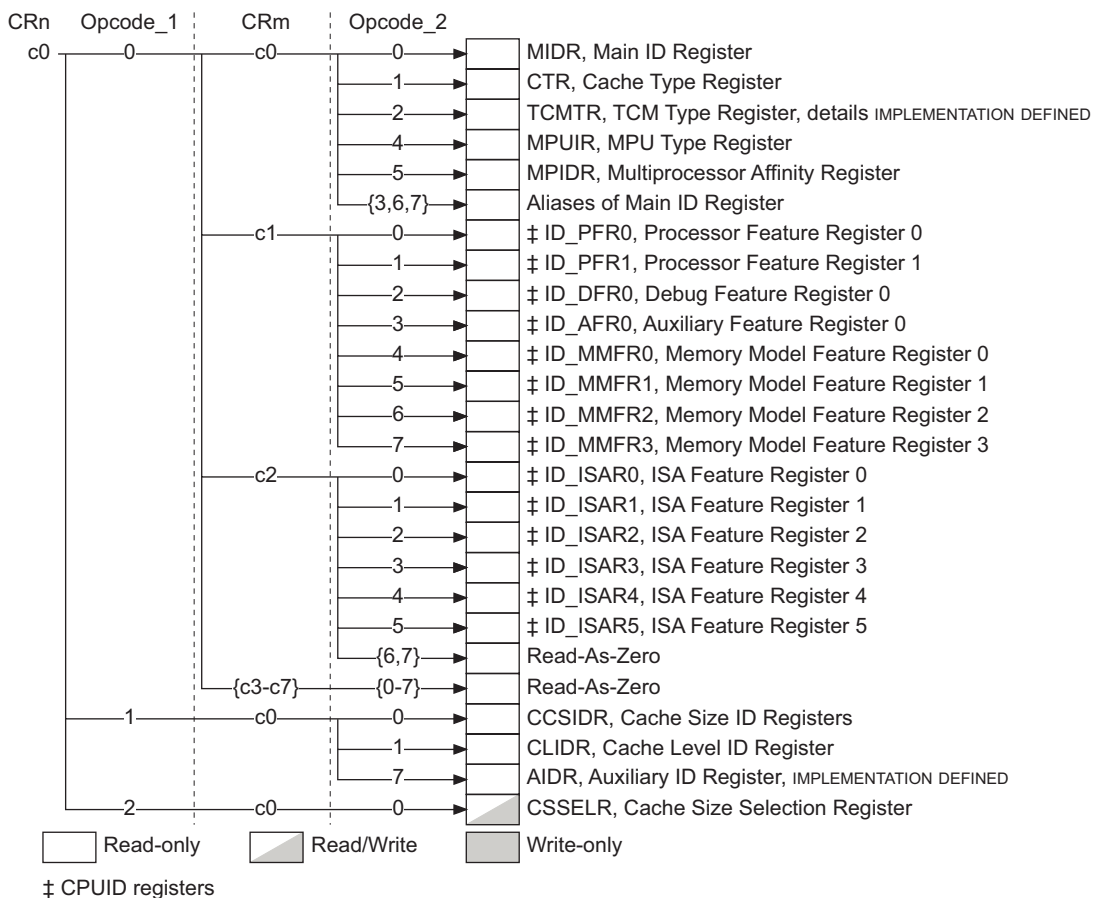 CRn Opcode_1 CRm Opcode_2
c0 0 c0 0 MIDR, Main ID Register
1 CTR, Cache Type Register
2 TCMTR, TCM Type Register, details IMPLEMENTATION DEFINED
4 MPUIR, MPU Type Register
5 MPIDR, Multiprocessor Affinity Register
{3,6,7} Aliases of Main ID Register
c1 0 ‡ ID_PFR0, Processor Feature Register 0
1 ‡ ID_PFR1, Processor Feature Register 1
2 ‡ ID_DFR0, Debug Feature Register 0
3 ‡ ID_AFR0, Auxiliary Feature Register 0
4 ‡ ID_MMFR0, Memory Model Feature Register 0
5 ‡ ID_MMFR1, Memory Model Feature Register 1
6 ‡ ID_MMFR2, Memory Model Feature Register 2
7 ‡ ID_MMFR3, Memory Model Feature Register 3
c2 0 ‡ ID_ISAR0, ISA Feature Register 0
1 ‡ ID_ISAR1, ISA Feature Register 1
2 ‡ ID_ISAR2, ISA Feature Register 2
3 ‡ ID_ISAR3, ISA Feature Register 3
4 ‡ ID_ISAR4, ISA Feature Register 4
5 ‡ ID_ISAR5, ISA Feature Register 5
{6,7} Read-As-Zero
{c3-c7} {0-7} Read-As-Zero
1 c0 0 CCSIDR, Cache Size ID Registers
1 CLIDR, Cache Level ID Register
7 AIDR, Auxiliary ID Register, IMPLEMENTATION DEFINED
2 c0 0 CSSELR, Cache Size Selection Register
Read-only Read/Write Write-only
‡ CPUID registers